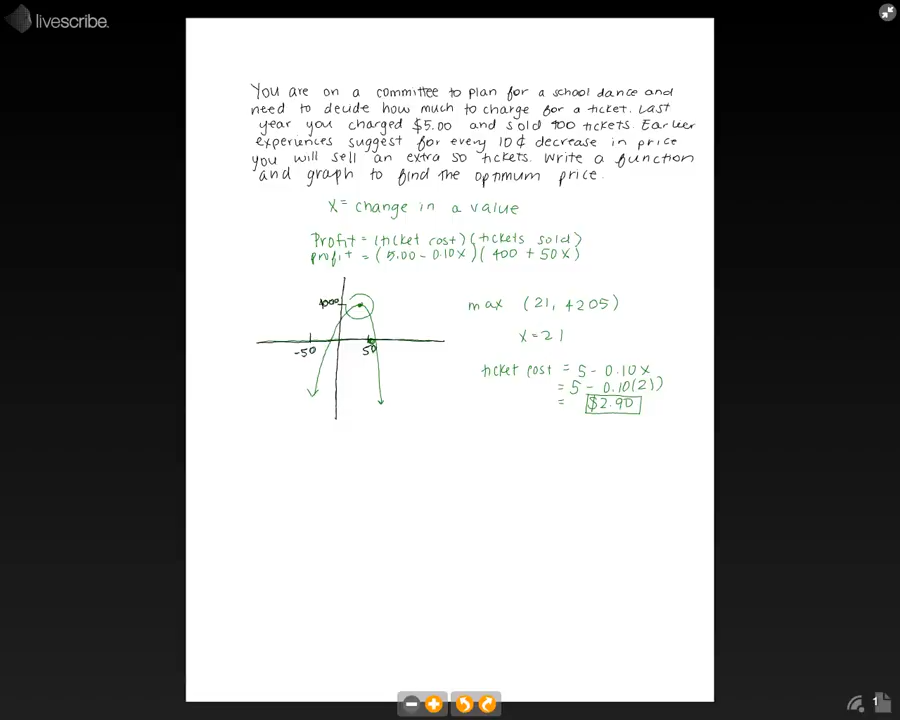 livescribe.
You are on a committee to plan for a school dance and
need to decide how much to charge for a ticket. Last
year you charged $5.00 and sold 400 tickets. Earlier
experiences suggest for every 10¢ decrease in price
you will sell an extra 50 tickets. Write a function
and graph to find the optimum price.
x = change in a value
Profit = (ticket cost)(tickets sold)
profit = (5.00 - 0.10x)(400 + 50x)
4000
-50 50
max (21, 4205)
x = 21
ticket cost = 5 - 0.10x
= 5 - 0.10(21)
= $2.90
1